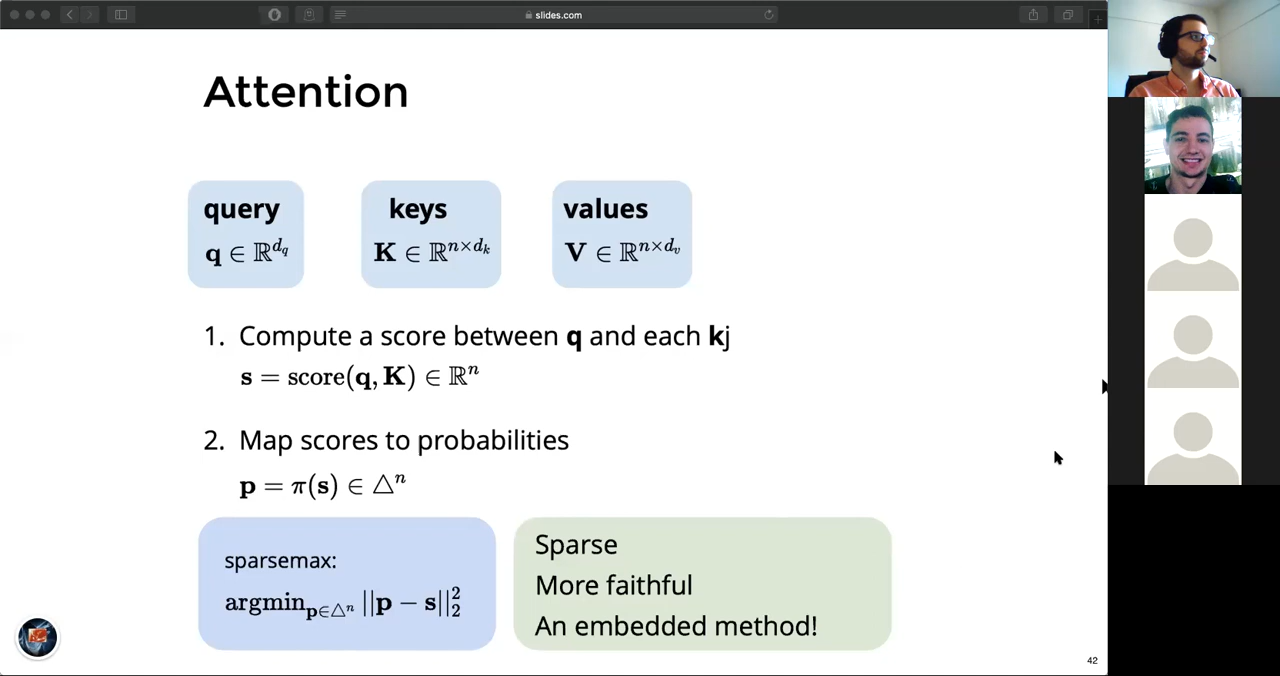 slides.com
Attention
query
q ∈ ℝ^{d_q}
keys
K ∈ ℝ^{n×d_k}
values
V ∈ ℝ^{n×d_v}
1. Compute a score between q and each kj
s = score(q, K) ∈ ℝ^n
2. Map scores to probabilities
p = π(s) ∈ △^n
sparsemax:
argmin_{p∈△^n} ||p − s||_2^2
Sparse
More faithful
An embedded method!
42